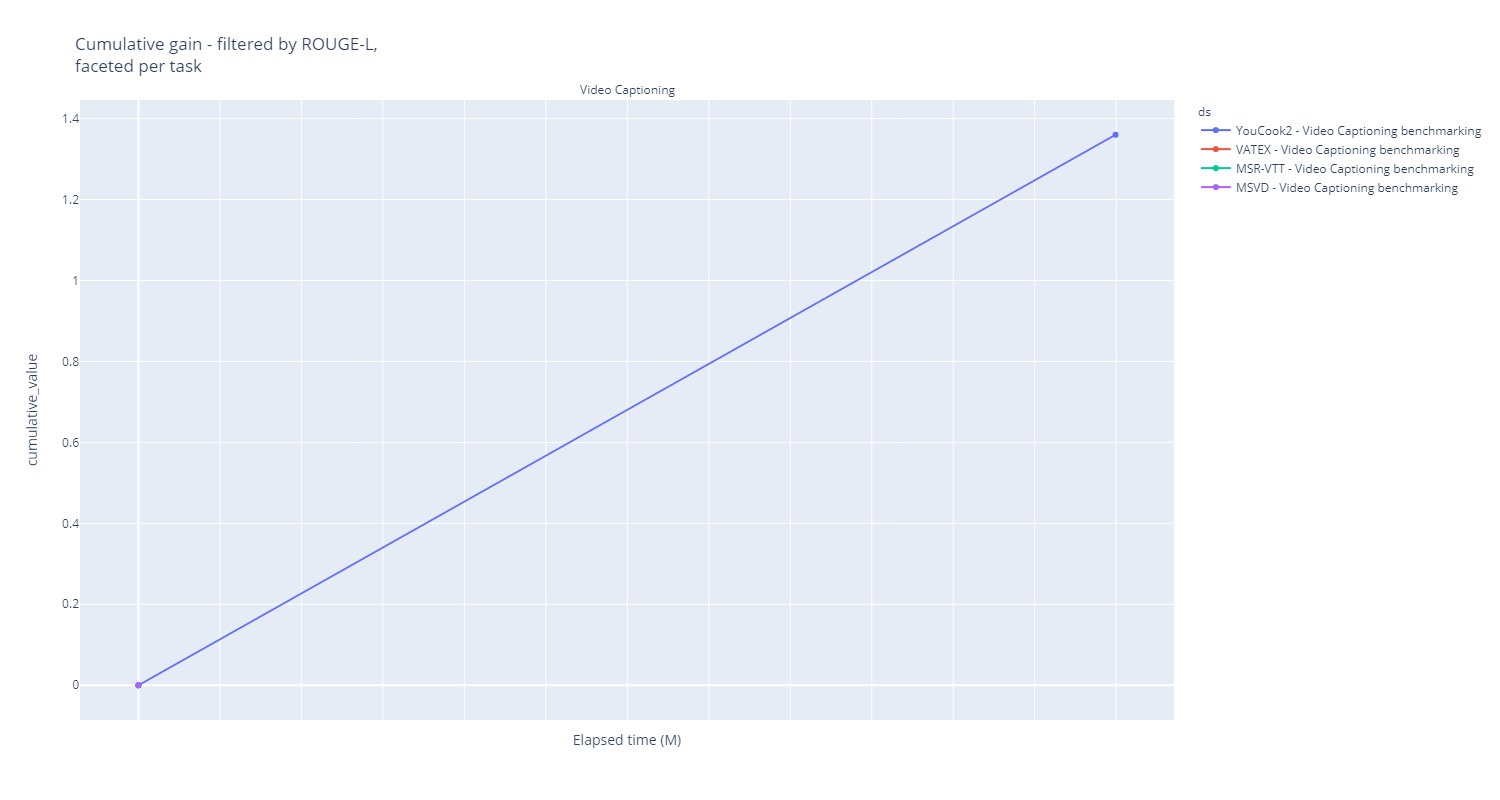 Cumulative gain - filtered by ROUGE-L,
faceted per task
Video Captioning
1.4
1.2
1
0.8
0.6
0.4
0.2
0
cumulative_value
Elapsed time (M)
ds
YouCook2 - Video Captioning benchmarking
VATEX - Video Captioning benchmarking
MSR-VTT - Video Captioning benchmarking
MSVD - Video Captioning benchmarking